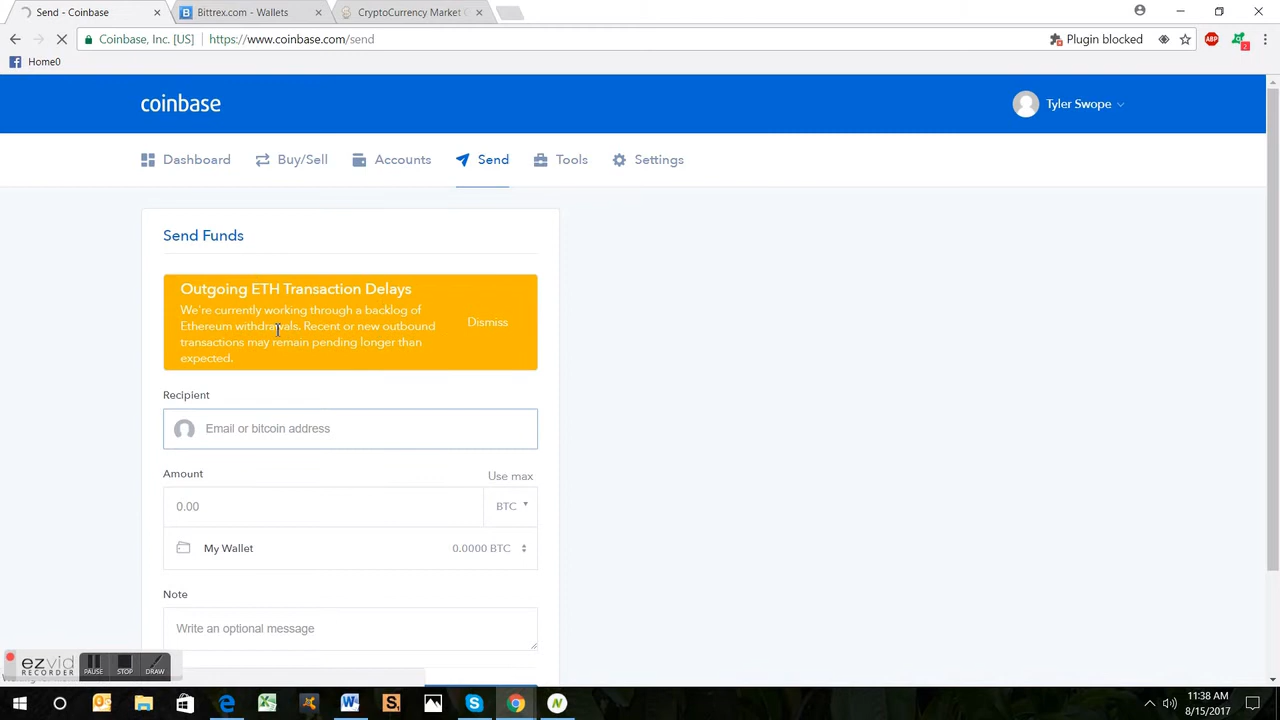 Send - Coinbase
Bittrex.com - Wallets
CryptoCurrency Market C
Coinbase, Inc. [US]
https://www.coinbase.com/send
Plugin blocked
ABP
2
Home0
coinbase
Tyler Swope
Dashboard
Buy/Sell
Accounts
Send
Tools
Settings
Send Funds
Outgoing ETH Transaction Delays
We're currently working through a backlog of
Ethereum withdrawals. Recent or new outbound
transactions may remain pending longer than
expected.
Dismiss
Recipient
Email or bitcoin address
Amount
Use max
0.00
BTC
My Wallet
0.0000 BTC
Note
Write an optional message
ezvid
RECORDER
PAUSE
STOP
DRAW
11:38 AM
8/15/2017